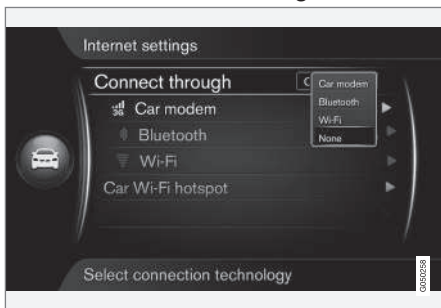 Internet settings
Connect through
Car modem
Bluetooth
Wi-Fi
None
3G Car modem
Bluetooth
Wi-Fi
Car Wi-Fi hotspot
Select connection technology
G050258